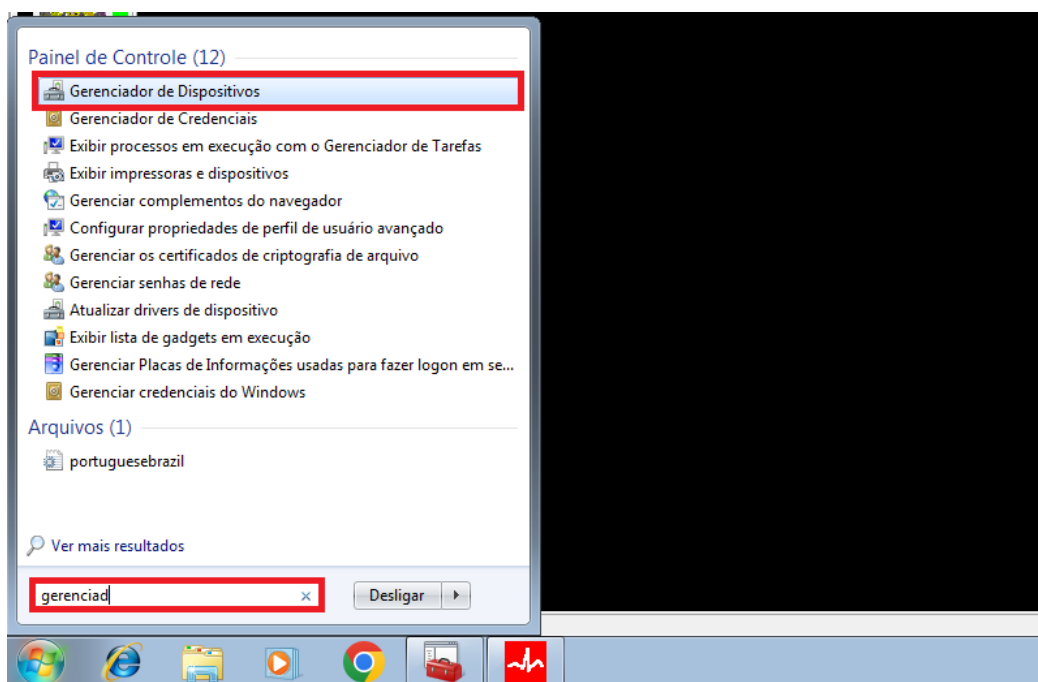 Painel de Controle (12)
Gerenciador de Dispositivos
Gerenciador de Credenciais
Exibir processos em execução com o Gerenciador de Tarefas
Exibir impressoras e dispositivos
Gerenciar complementos do navegador
Configurar propriedades de perfil de usuário avançado
Gerenciar os certificados de criptografia de arquivo
Gerenciar senhas de rede
Atualizar drivers de dispositivo
Exibir lista de gadgets em execução
Gerenciar Placas de Informações usadas para fazer logon em se...
Gerenciar credenciais do Windows
Arquivos (1)
portuguesebrazil
Ver mais resultados
gerenciad
Desligar